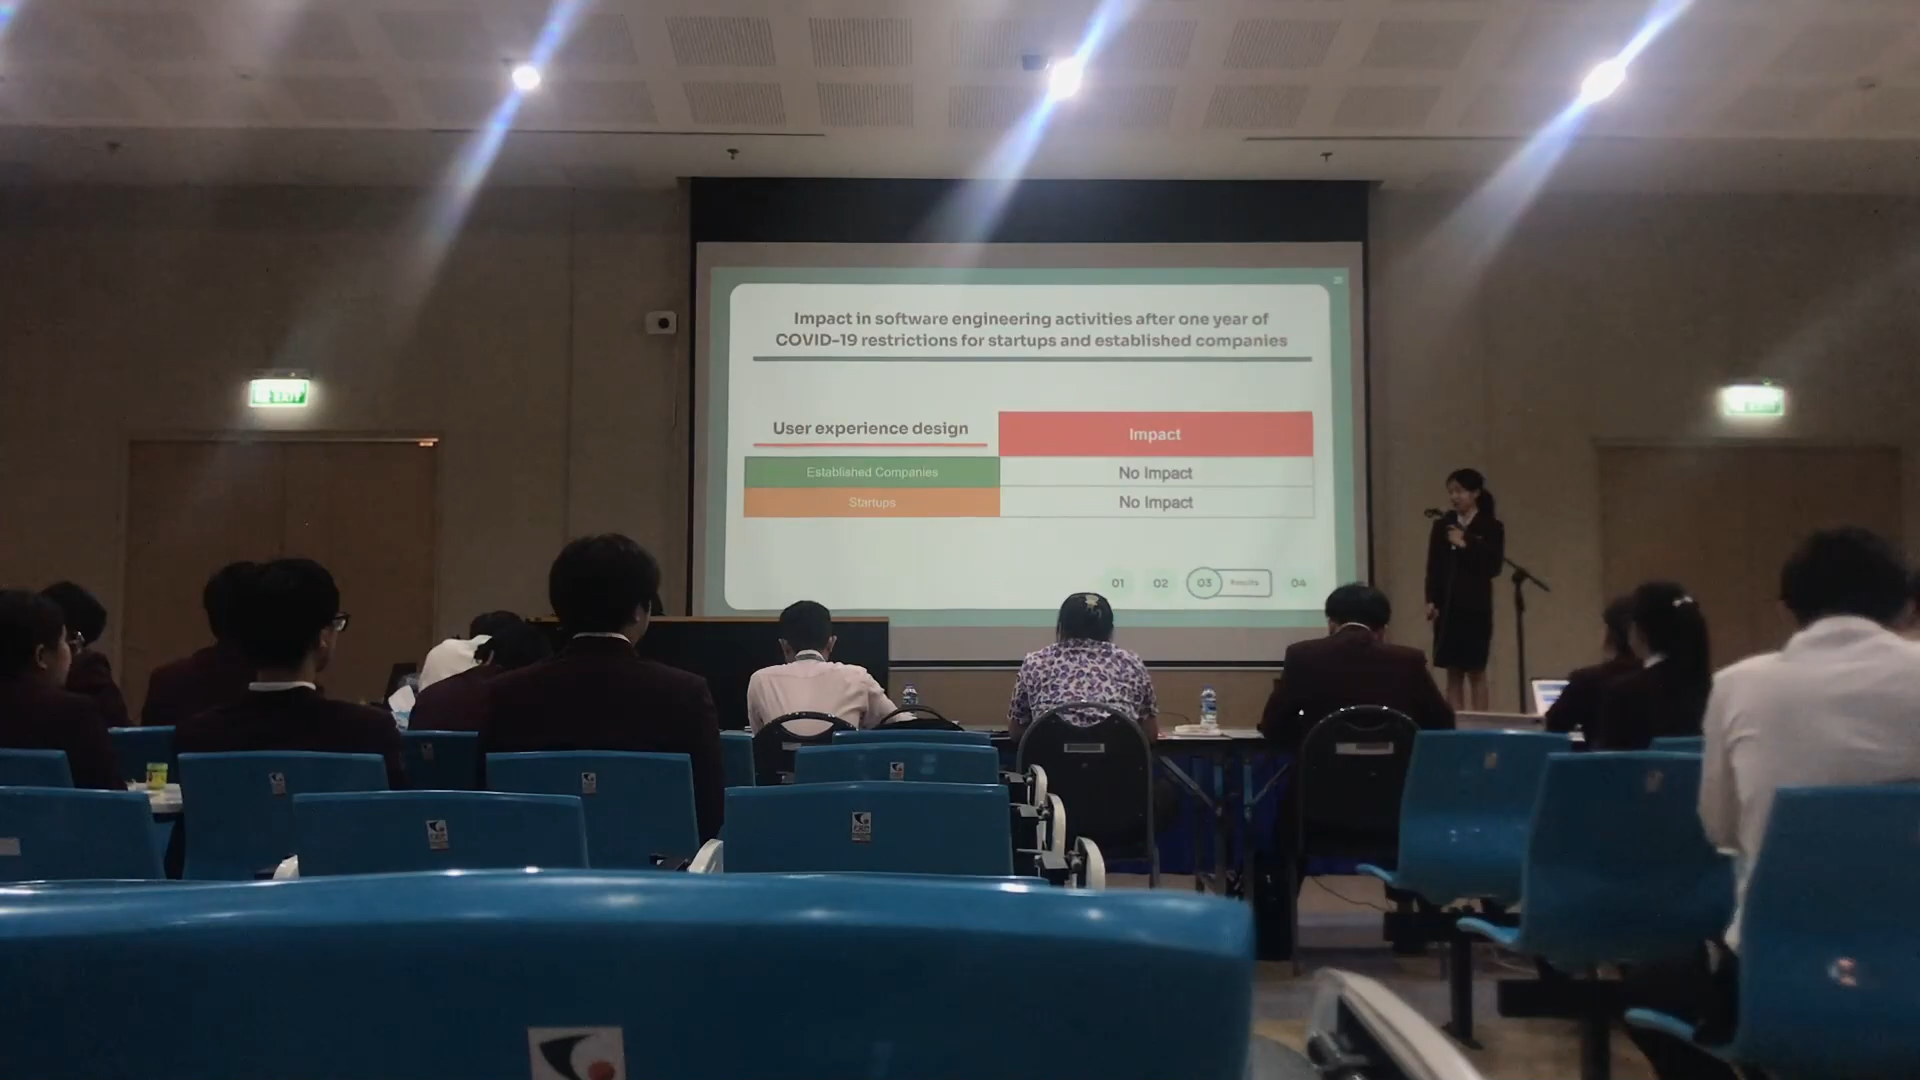 Impact in software engineering activities after one year of
COVID-19 restrictions for startups and established companies
User experience design
Impact
Established Companies
No Impact
Startups
No Impact
01
02
03
Results
04
EXIT